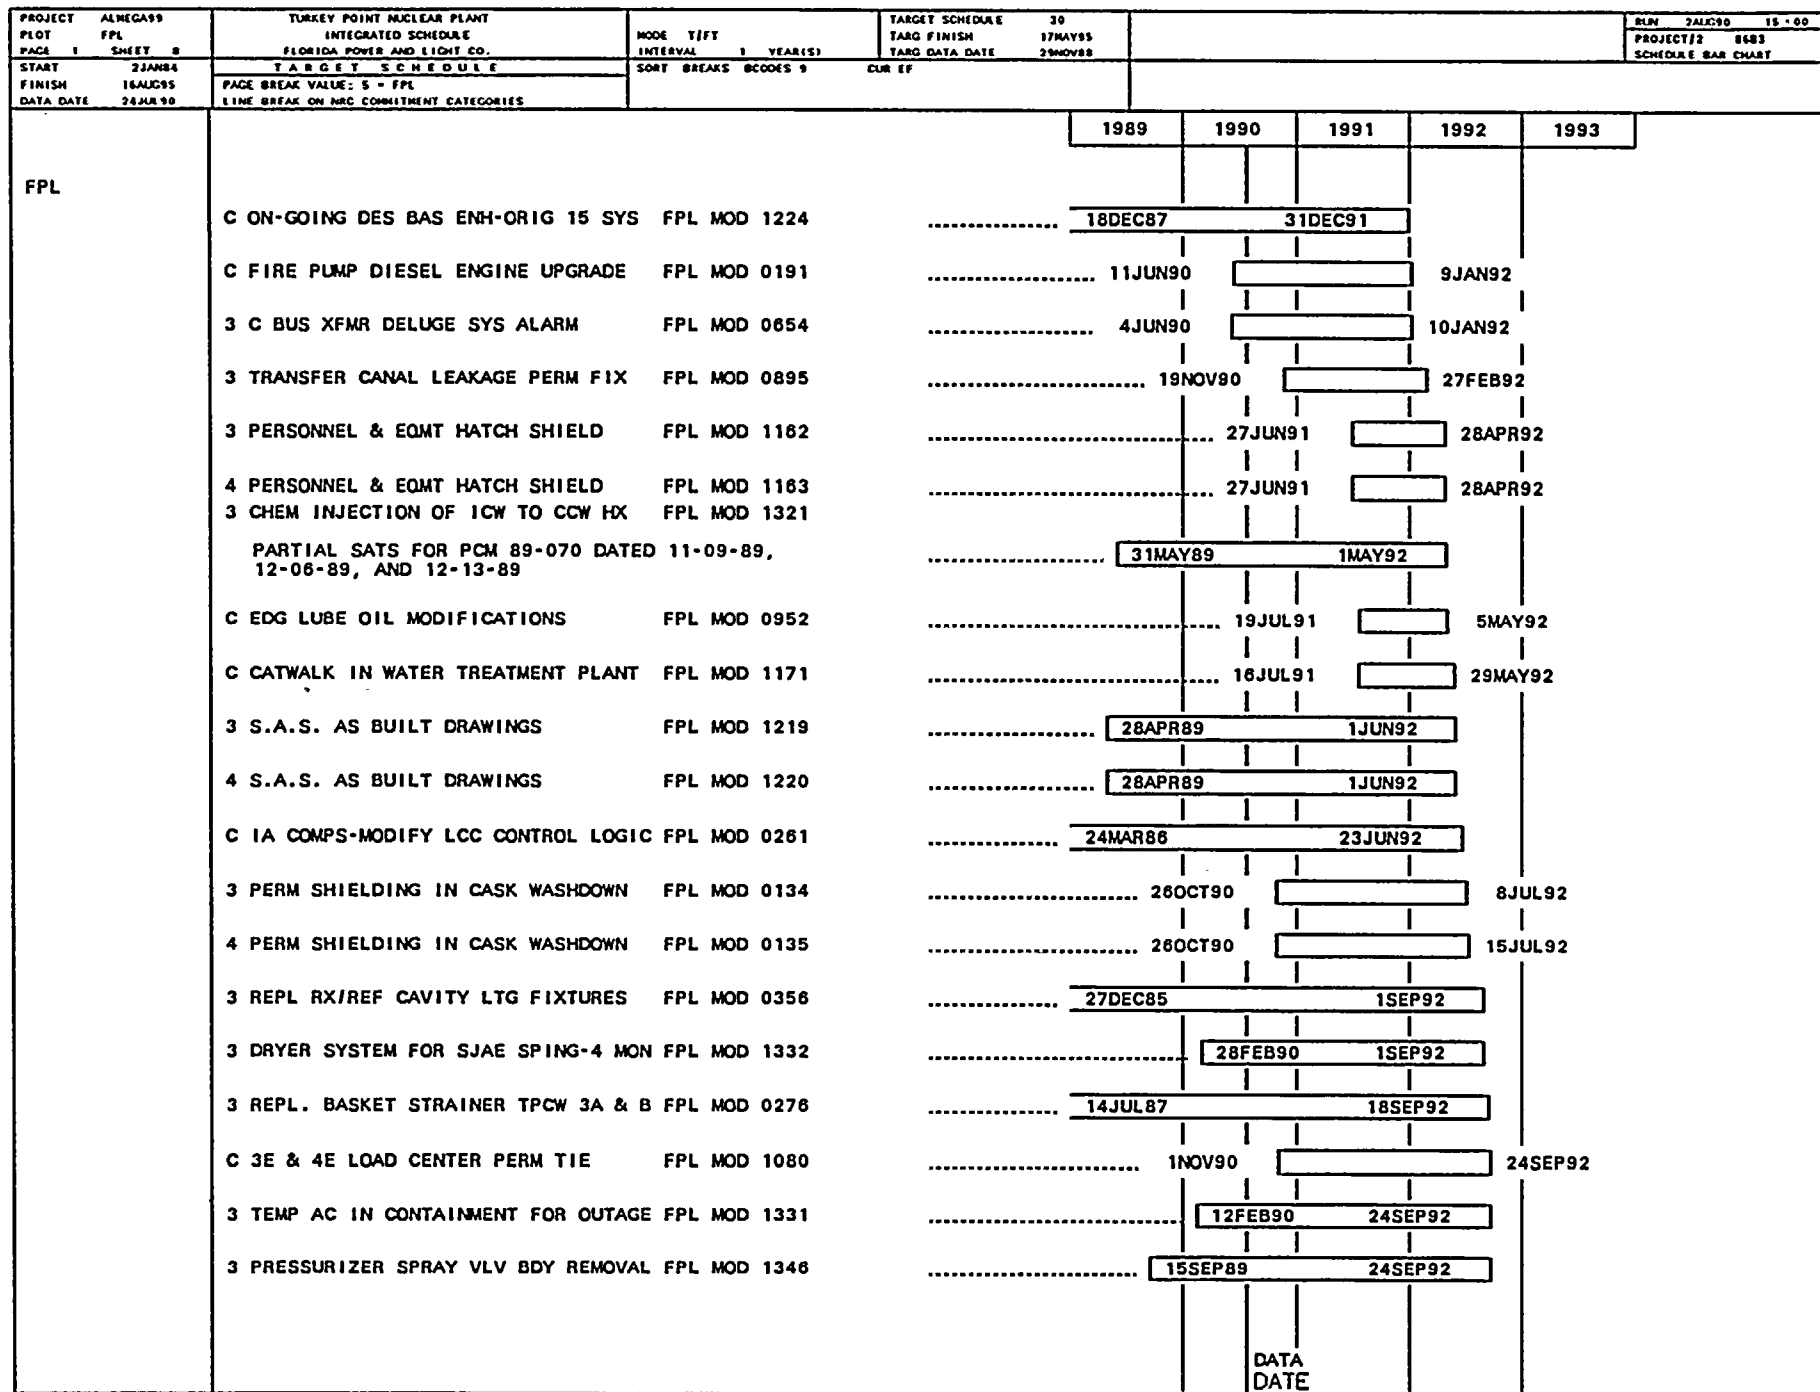 PROJECT ALMEGA99
PLOT FPL
PAGE 1 SHEET 8
START 2JAN84
FINISH 16AUG95
DATA DATE 24JUL90
TURKEY POINT NUCLEAR PLANT
INTEGRATED SCHEDULE
FLORIDA POWER AND LIGHT CO.
TARGET SCHEDULE
PAGE BREAK VALUE: 5 = FPL
LINE BREAK ON NRC COMMITMENT CATEGORIES
MODE T/FT
INTERVAL 1 YEAR(S)
SORT BREAKS BCODES 9 CUR EF
TARGET SCHEDULE 30
TARG FINISH 17MAY95
TARG DATA DATE 29NOV88
RUN 2AUG90 15:00
PROJECT/2 8683
SCHEDULE BAR CHART
1989 1990 1991 1992 1993
FPL
C ON-GOING DES BAS ENH-ORIG 15 SYS FPL MOD 1224 18DEC87 31DEC91
C FIRE PUMP DIESEL ENGINE UPGRADE FPL MOD 0191 11JUN90 9JAN92
3 C BUS XFMR DELUGE SYS ALARM FPL MOD 0654 4JUN90 10JAN92
3 TRANSFER CANAL LEAKAGE PERM FIX FPL MOD 0895 19NOV90 27FEB92
3 PERSONNEL & EQMT HATCH SHIELD FPL MOD 1162 27JUN91 28APR92
4 PERSONNEL & EQMT HATCH SHIELD FPL MOD 1163 27JUN91 28APR92
3 CHEM INJECTION OF ICW TO CCW HX FPL MOD 1321
PARTIAL SATS FOR PCM 89-070 DATED 11-09-89, 31MAY89 1MAY92
12-06-89, AND 12-13-89
C EDG LUBE OIL MODIFICATIONS FPL MOD 0952 19JUL91 5MAY92
C CATWALK IN WATER TREATMENT PLANT FPL MOD 1171 16JUL91 29MAY92
3 S.A.S. AS BUILT DRAWINGS FPL MOD 1219 28APR89 1JUN92
4 S.A.S. AS BUILT DRAWINGS FPL MOD 1220 28APR89 1JUN92
C IA COMPS-MODIFY LCC CONTROL LOGIC FPL MOD 0261 24MAR86 23JUN92
3 PERM SHIELDING IN CASK WASHDOWN FPL MOD 0134 26OCT90 8JUL92
4 PERM SHIELDING IN CASK WASHDOWN FPL MOD 0135 26OCT90 15JUL92
3 REPL RX/REF CAVITY LTG FIXTURES FPL MOD 0356 27DEC85 1SEP92
3 DRYER SYSTEM FOR SJAE SPING-4 MON FPL MOD 1332 28FEB90 1SEP92
3 REPL. BASKET STRAINER TPCW 3A & B FPL MOD 0276 14JUL87 18SEP92
C 3E & 4E LOAD CENTER PERM TIE FPL MOD 1080 1NOV90 24SEP92
3 TEMP AC IN CONTAINMENT FOR OUTAGE FPL MOD 1331 12FEB90 24SEP92
3 PRESSURIZER SPRAY VLV BDY REMOVAL FPL MOD 1346 15SEP89 24SEP92
DATA
DATE